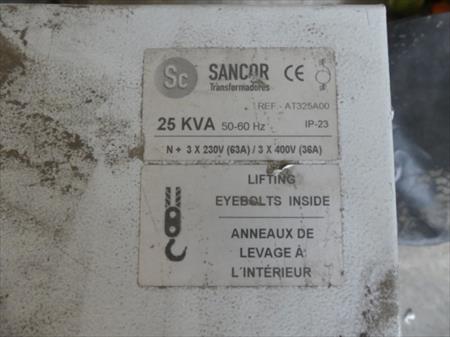 Sc SANCOR CE
Transformadores
REF.- AT325A00
25 KVA 50-60 Hz IP-23
N + 3 X 230V (63A) / 3 X 400V (36A)
LIFTING
EYEBOLTS INSIDE
ANNEAUX DE
LEVAGE À
L´INTÉRIEUR